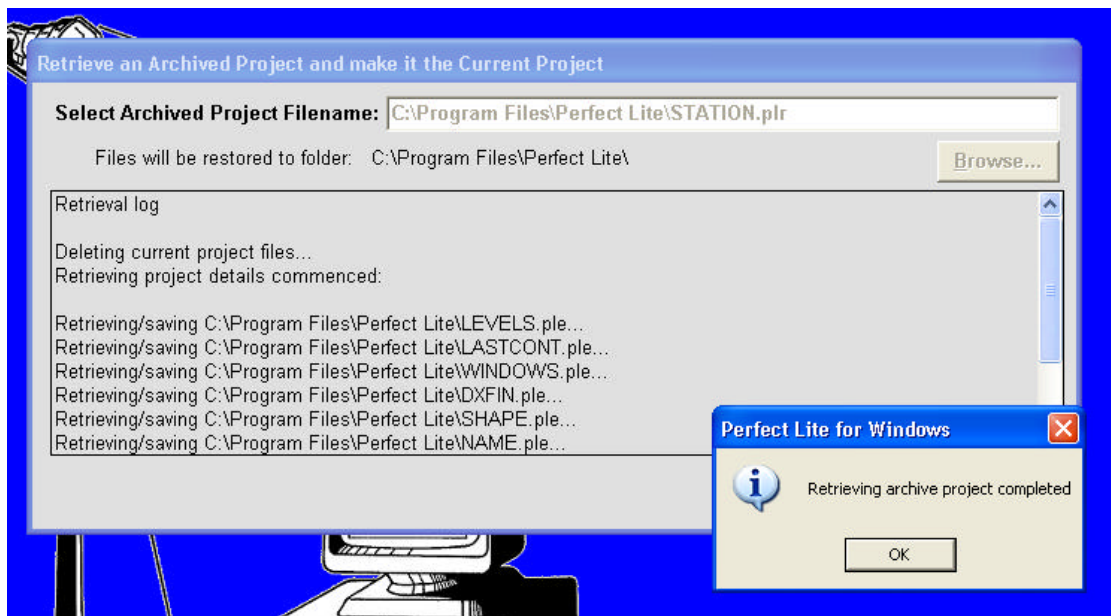 Retrieve an Archived Project and make it the Current Project
Select Archived Project Filename: C:\Program Files\Perfect Lite\STATION.plr
Files will be restored to folder: C:\Program Files\Perfect Lite\
Browse...
Retrieval log
Deleting current project files...
Retrieving project details commenced:
Retrieving/saving C:\Program Files\Perfect Lite\LEVELS.ple...
Retrieving/saving C:\Program Files\Perfect Lite\LASTCONT.ple...
Retrieving/saving C:\Program Files\Perfect Lite\WINDOWS.ple...
Retrieving/saving C:\Program Files\Perfect Lite\DXFIN.ple...
Retrieving/saving C:\Program Files\Perfect Lite\SHAPE.ple...
Retrieving/saving C:\Program Files\Perfect Lite\NAME.ple...
Perfect Lite for Windows
Retrieving archive project completed
OK